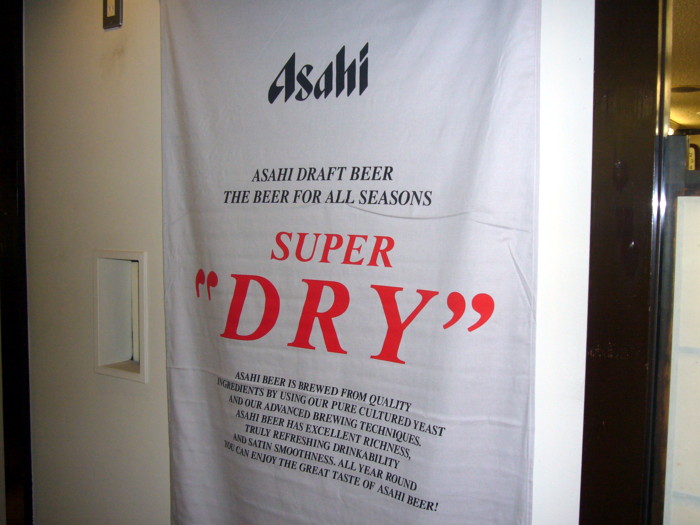 Asahi
ASAHI DRAFT BEER
THE BEER FOR ALL SEASONS
SUPER
"DRY"
ASAHI BEER IS BREWED FROM QUALITY
INGREDIENTS BY USING OUR PURE CULTURED YEAST
AND OUR ADVANCED BREWING TECHNIQUES.
ASAHI BEER HAS EXCELLENT RICHNESS,
TRULY REFRESHING DRINKABILITY
AND SATIN SMOOTHNESS. ALL YEAR ROUND
YOU CAN ENJOY THE GREAT TASTE OF ASAHI BEER!